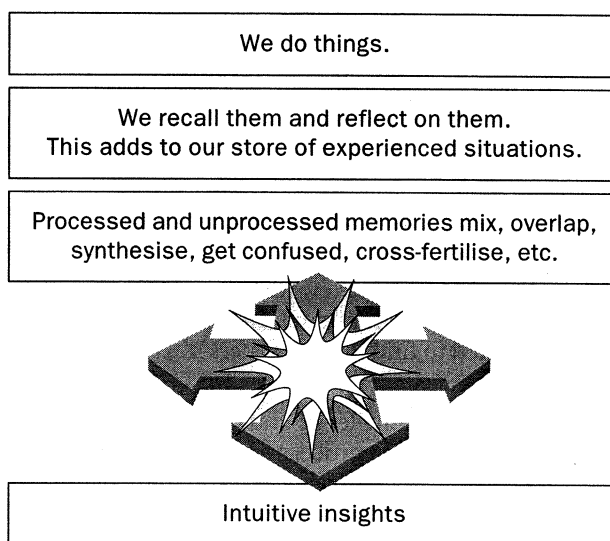 We do things.
We recall them and reflect on them.
This adds to our store of experienced situations.
Processed and unprocessed memories mix, overlap,
synthesise, get confused, cross-fertilise, etc.
Intuitive insights